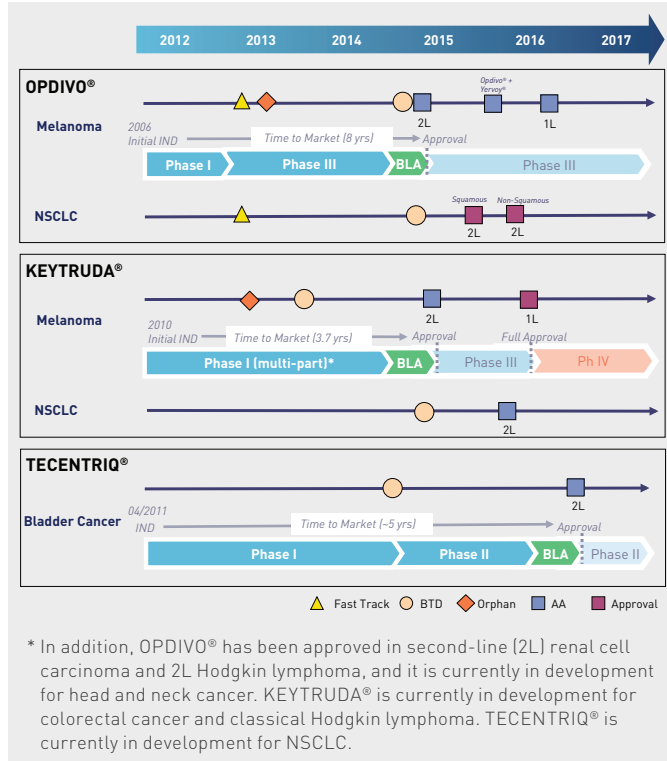 2012 2013 2014 2015 2016 2017
OPDIVO®
Opdivo® +
Yervoy®
2L 1L
Melanoma
2006
Initial IND
Time to Market (8 yrs)
Approval
Phase I Phase III BLA Phase III
NSCLC
Squamous Non-Squamous
2L 2L
KEYTRUDA®
Melanoma
2L 1L
2010
Initial IND
Time to Market (3.7 yrs)
Approval Full Approval
Phase I (multi-part)* BLA Phase III Ph IV
NSCLC
2L
TECENTRIQ®
2L
Bladder Cancer
04/2011
IND
Time to Market (~5 yrs)
Approval
Phase I Phase II BLA Phase II
Fast Track BTD Orphan AA Approval
* In addition, OPDIVO® has been approved in second-line (2L) renal cell
carcinoma and 2L Hodgkin lymphoma, and it is currently in development
for head and neck cancer. KEYTRUDA® is currently in development for
colorectal cancer and classical Hodgkin lymphoma. TECENTRIQ® is
currently in development for NSCLC.